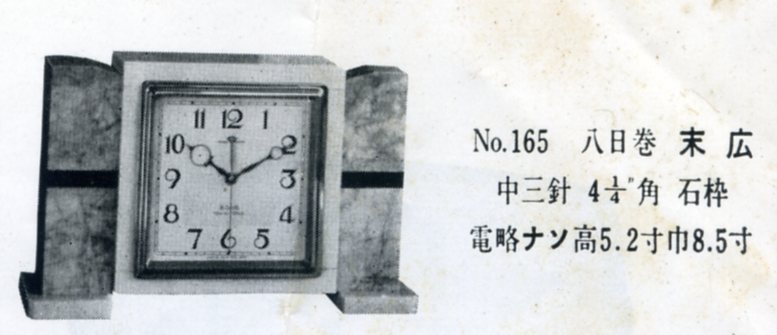 No.165 八日巻 末広
中三針 4¼"角 石枠
電略ナソ高5.2寸巾8.5寸
11 12 1
10 2
9 3
8 4
7 6 5